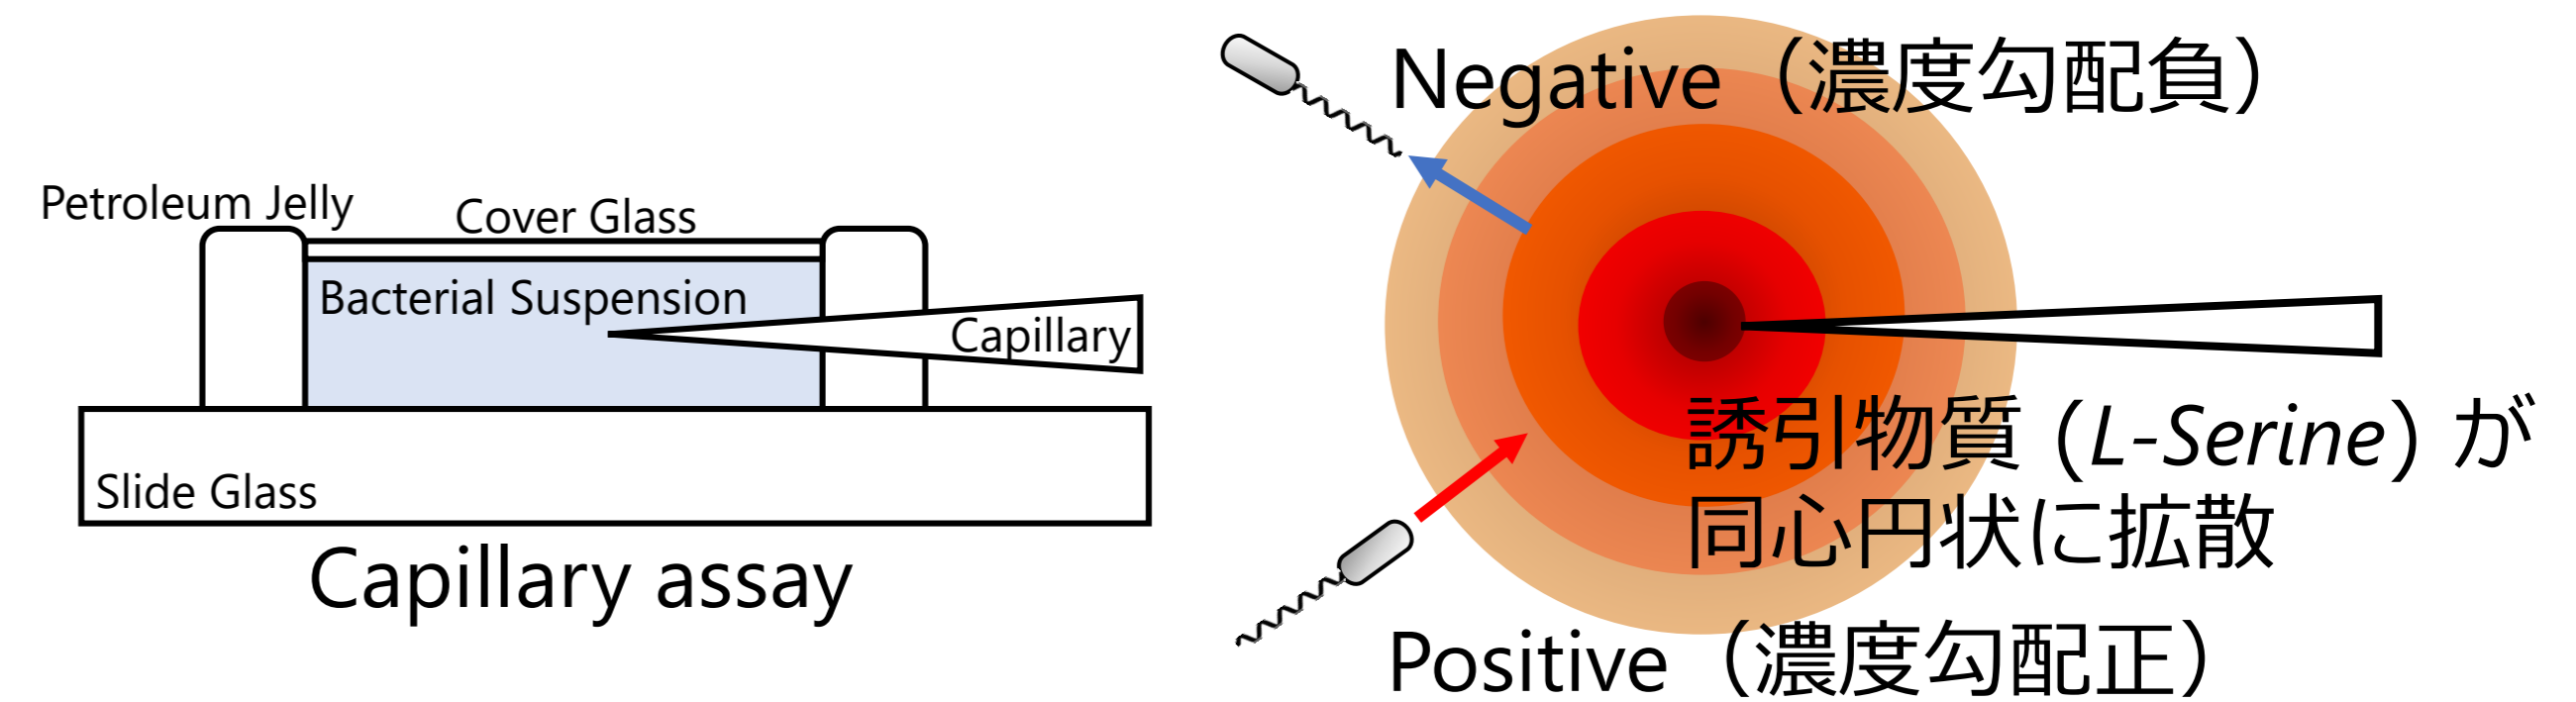 Petroleum Jelly
Cover Glass
Bacterial Suspension
Capillary
Slide Glass
Capillary assay
Negative（濃度勾配負）
誘引物質 (L-Serine) が
同心円状に拡散
Positive（濃度勾配正）